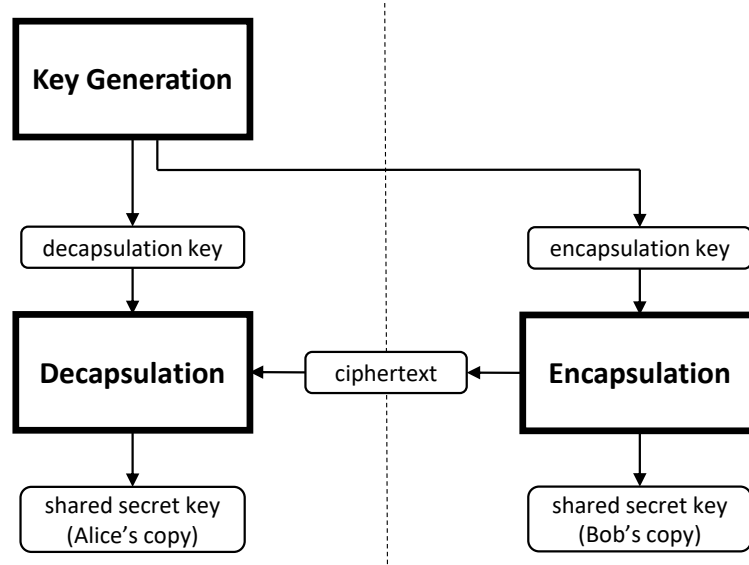 Key Generation
decapsulation key
encapsulation key
Decapsulation
ciphertext
Encapsulation
shared secret key
(Alice’s copy)
shared secret key
(Bob’s copy)